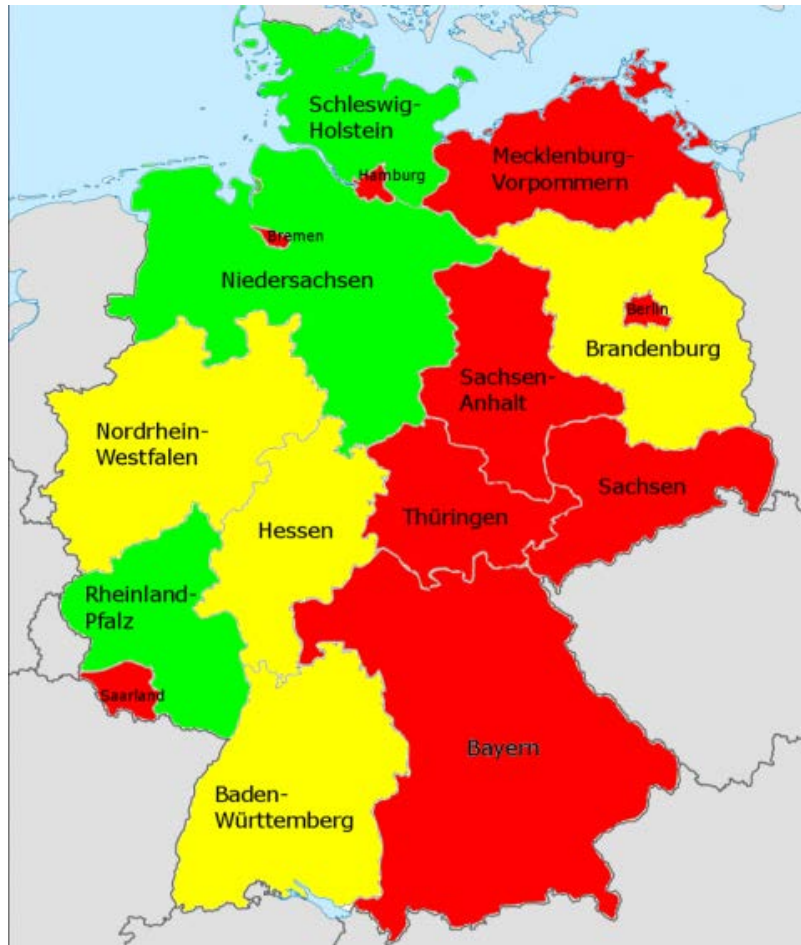 Schleswig-
Holstein
Hamburg
Mecklenburg-
Vorpommern
Bremen
Niedersachsen
Berlin
Brandenburg
Sachsen-
Anhalt
Nordrhein-
Westfalen
Sachsen
Thüringen
Hessen
Rheinland-
Pfalz
Saarland
Bayern
Baden-
Württemberg